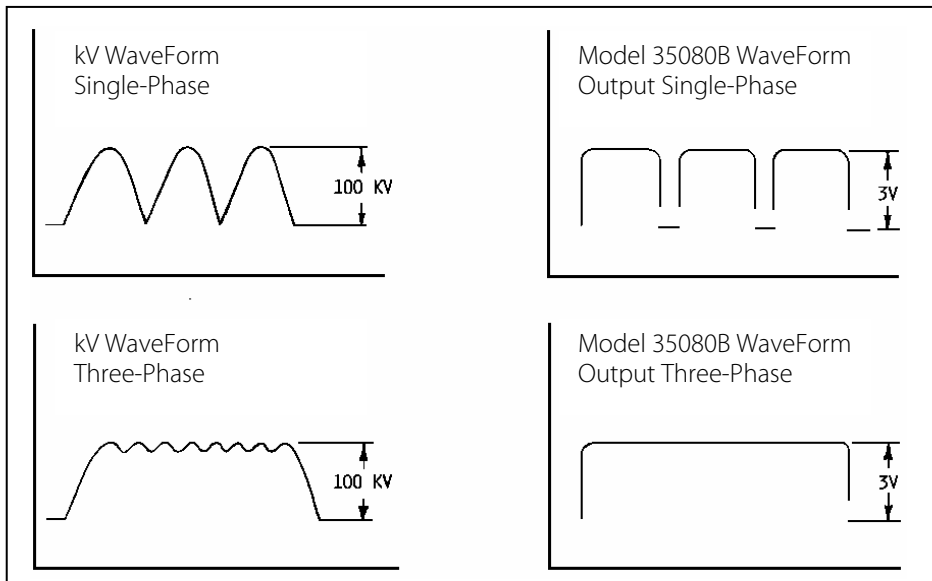 kV WaveForm
Single-Phase
100 KV
Model 35080B WaveForm
Output Single-Phase
3V
kV WaveForm
Three-Phase
100 KV
Model 35080B WaveForm
Output Three-Phase
3V